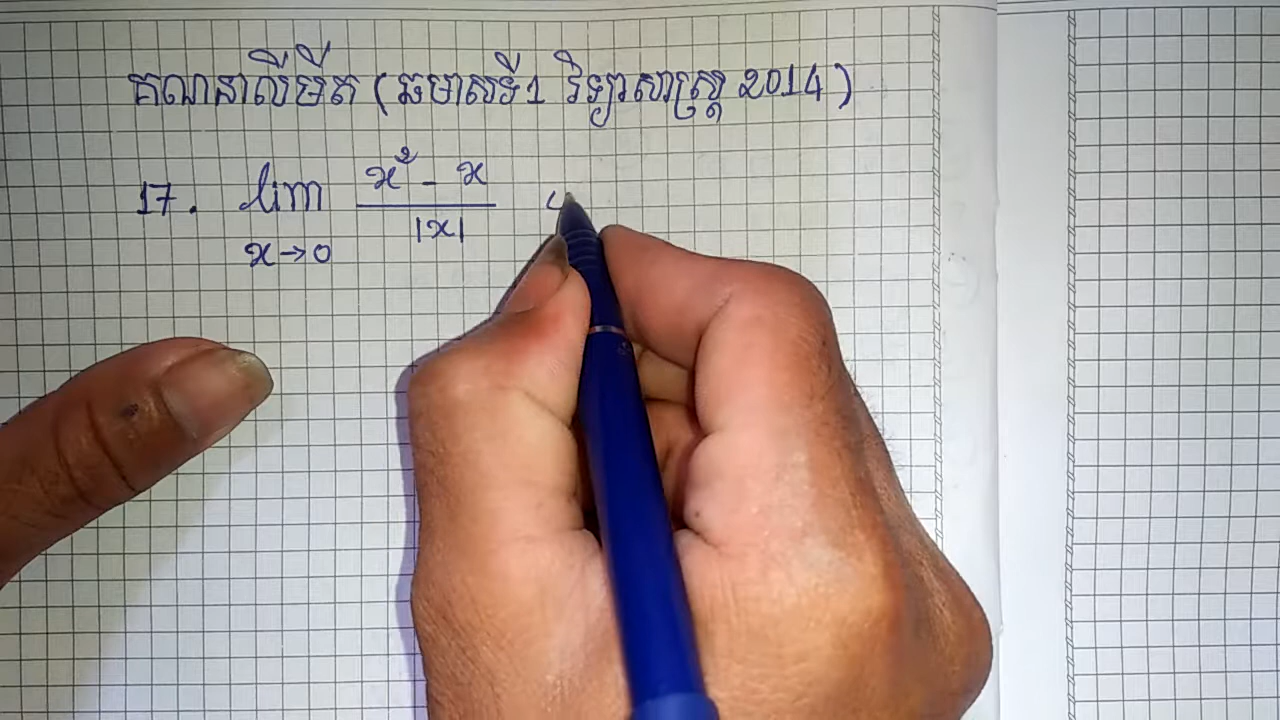 គណនាលីមីត (ឆមាសទី1 វិទ្យាសាស្ត្រ 2014)
17. lim x² - x / |x|
x→0